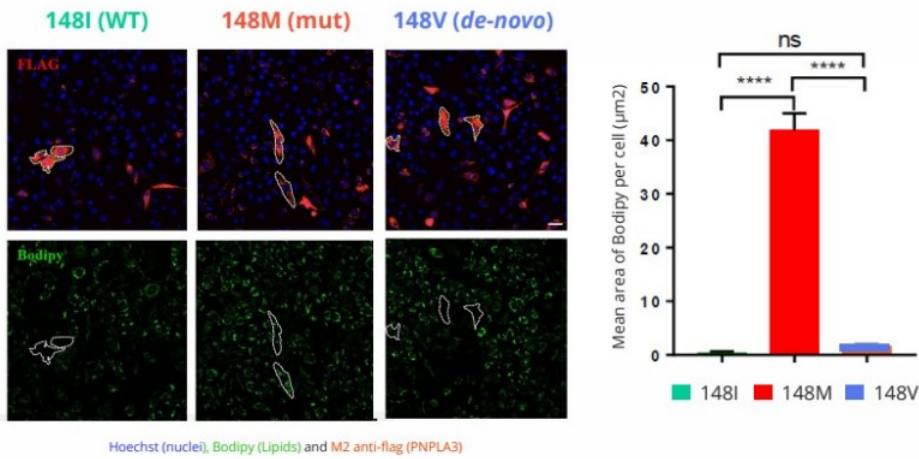 148I (WT)
148M (mut)
148V (de-novo)
FLAG
Bodipy
Hoechst (nuclei), Bodipy (Lipids) and M2 anti-flag (PNPLA3)
ns
****
****
Mean area of Bodipy per cell (µm2)
50
40
30
20
10
0
148I
148M
148V